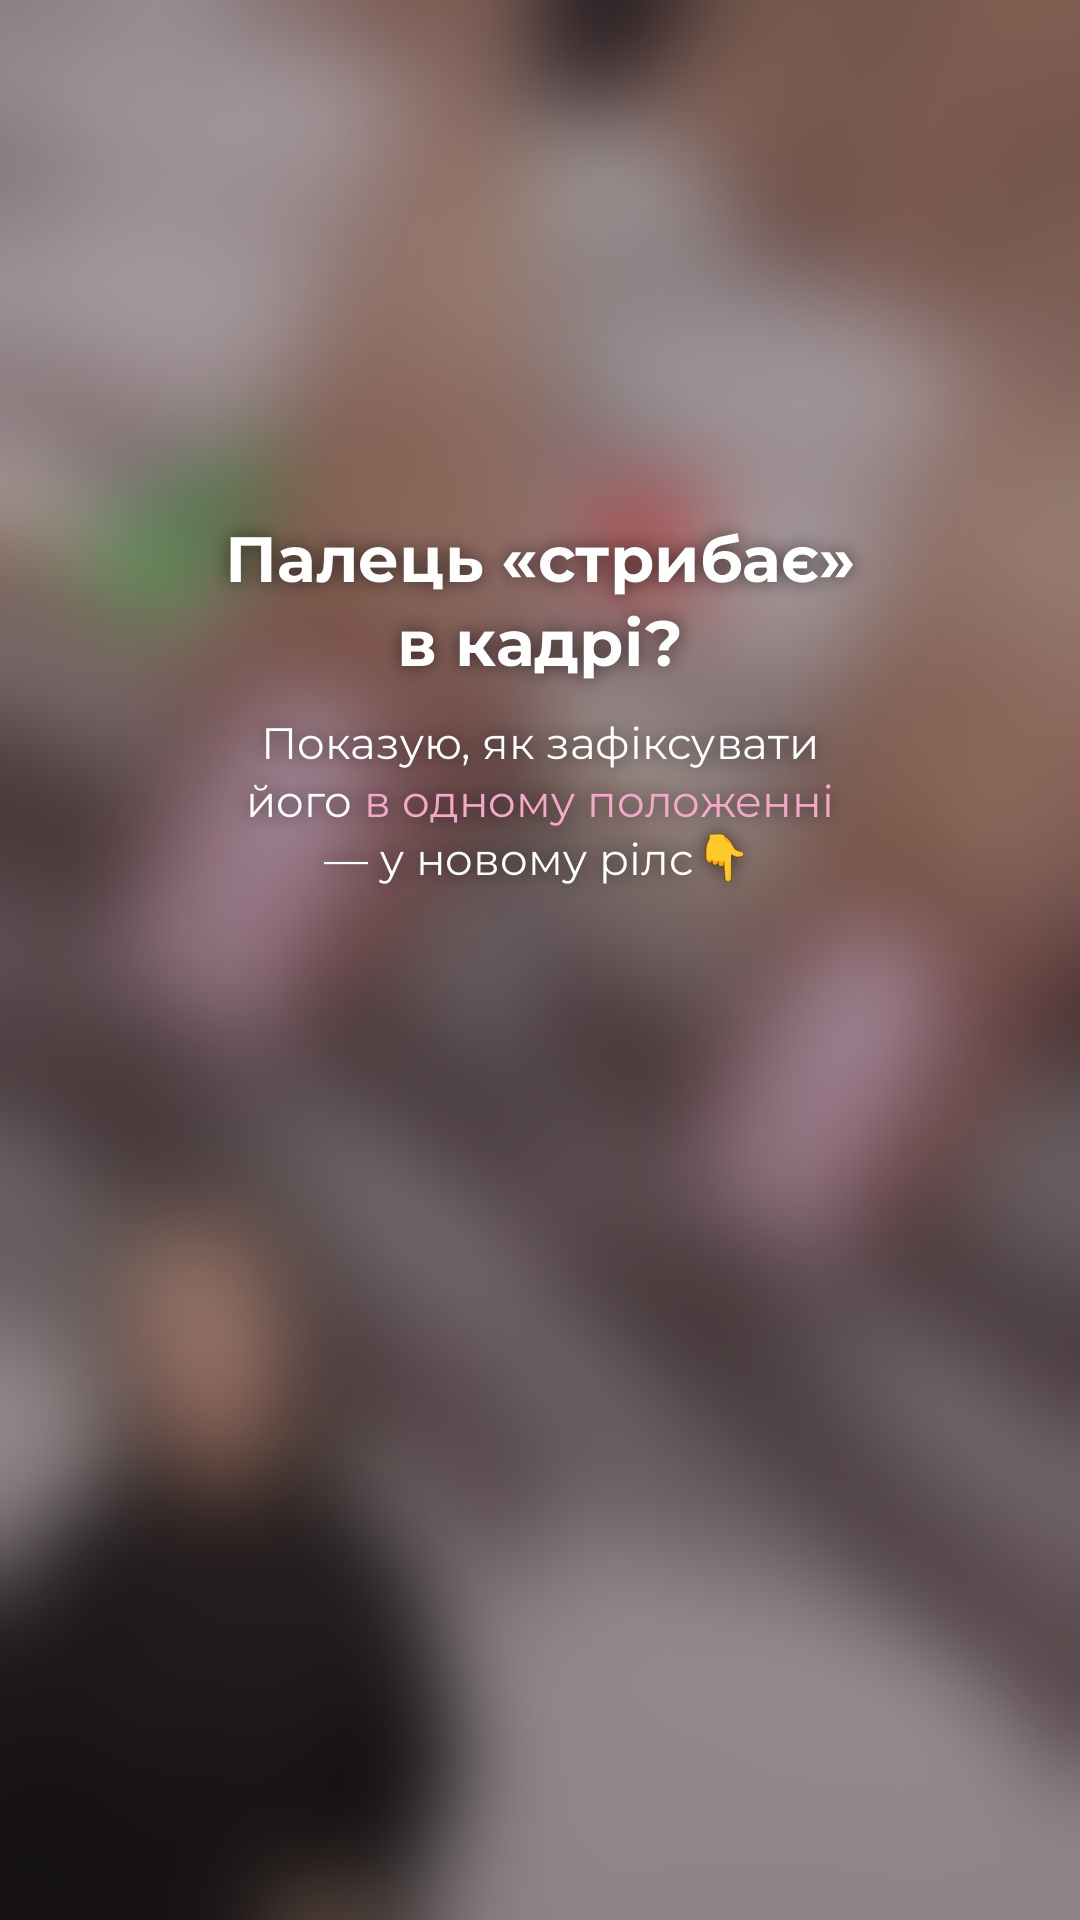 Палець «стрибає»
в кадрі?
Показую, як зафіксувати
його в одному положенні
— у новому рілс👇